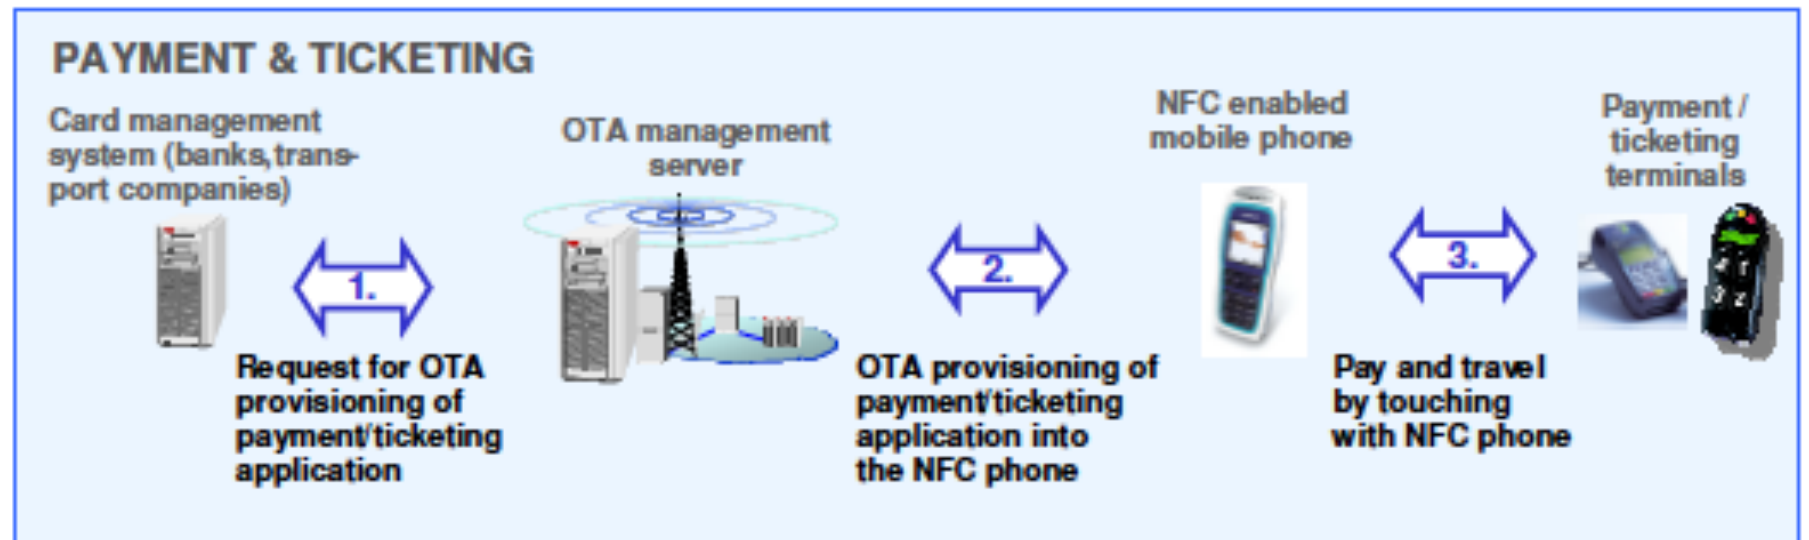 PAYMENT & TICKETING
Card management
system (banks,trans-
port companies)
OTA management
server
NFC enabled
mobile phone
Payment /
ticketing
terminals
1.
2.
3.
Request for OTA
provisioning of
payment/ticketing
application
OTA provisioning of
payment/ticketing
application into
the NFC phone
Pay and travel
by touching
with NFC phone